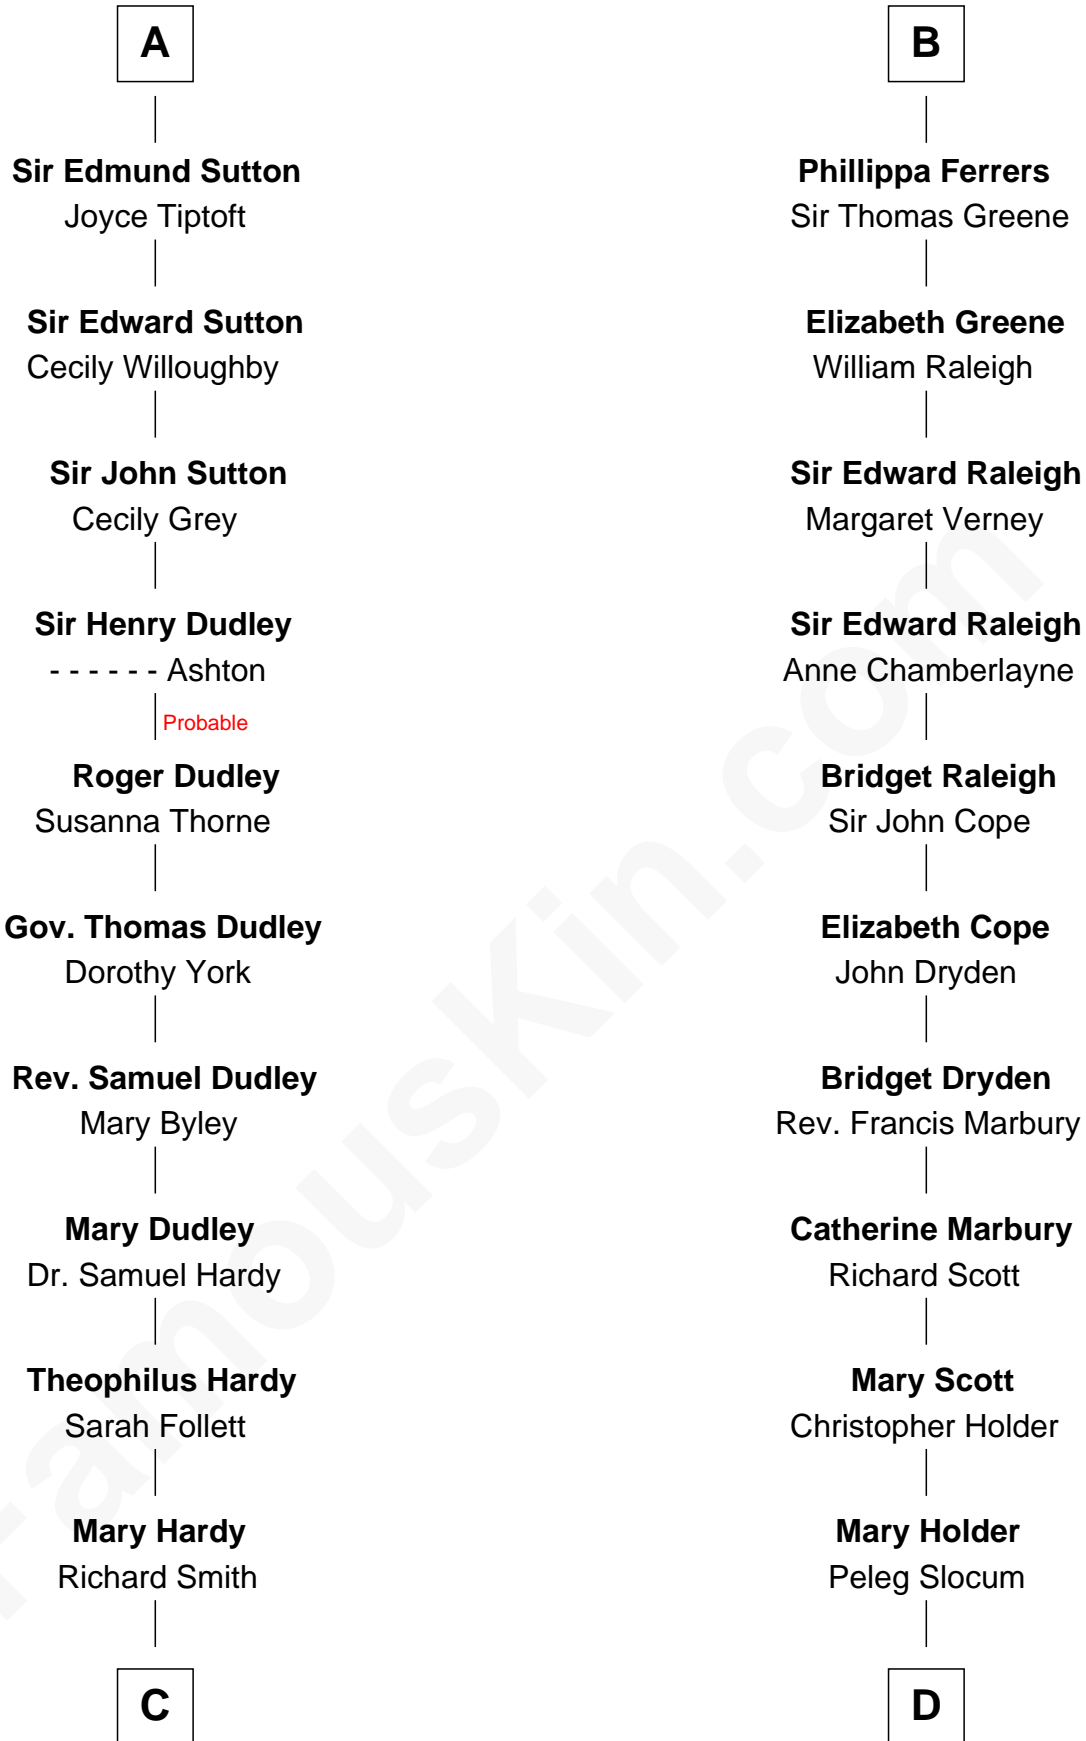 A
Sir Edmund Sutton
Joyce Tiptoft
Sir Edward Sutton
Cecily Willoughby
Sir John Sutton
Cecily Grey
Sir Henry Dudley
- - - - - - Ashton
Probable
Roger Dudley
Susanna Thorne
Gov. Thomas Dudley
Dorothy York
Rev. Samuel Dudley
Mary Byley
Mary Dudley
Dr. Samuel Hardy
Theophilus Hardy
Sarah Follett
Mary Hardy
Richard Smith
C
B
Phillippa Ferrers
Sir Thomas Greene
Elizabeth Greene
William Raleigh
Sir Edward Raleigh
Margaret Verney
Sir Edward Raleigh
Anne Chamberlayne
Bridget Raleigh
Sir John Cope
Elizabeth Cope
John Dryden
Bridget Dryden
Rev. Francis Marbury
Catherine Marbury
Richard Scott
Mary Scott
Christopher Holder
Mary Holder
Peleg Slocum
D
FamousKin.com